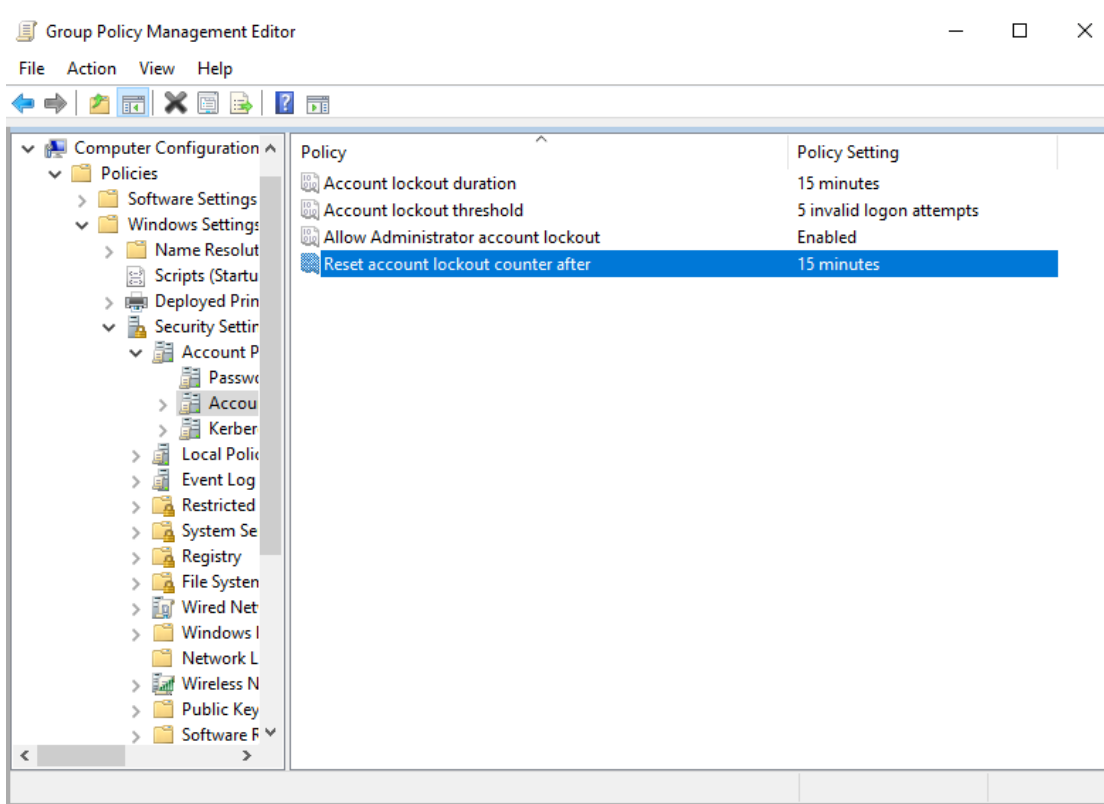 Group Policy Management Editor
File Action View Help
Computer Configuration
Policies
Software Settings
Windows Settings
Name Resolut
Scripts (Startu
Deployed Prin
Security Settin
Account P
Passwo
Accou
Kerber
Local Polic
Event Log
Restricted
System Se
Registry
File System
Wired Net
Windows F
Network L
Wireless N
Public Key
Software R
Policy Policy Setting
Account lockout duration 15 minutes
Account lockout threshold 5 invalid logon attempts
Allow Administrator account lockout Enabled
Reset account lockout counter after 15 minutes